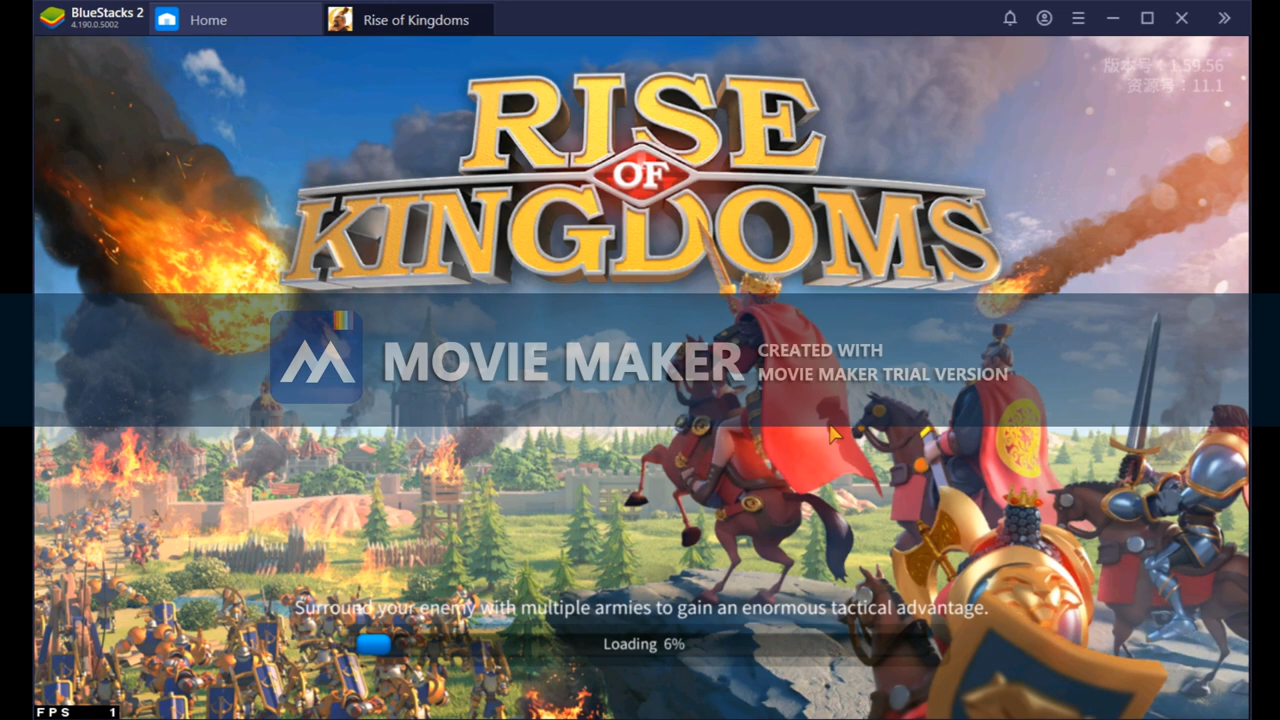 BlueStacks 2
4.190.0.5002
Home
Rise of Kingdoms
版本号：1.59.56
资源号：11.1
RISE
OF
KINGDOMS
MOVIE MAKER
CREATED WITH
MOVIE MAKER TRIAL VERSION
Surround your enemy with multiple armies to gain an enormous tactical advantage.
Loading 6%
FPS 1